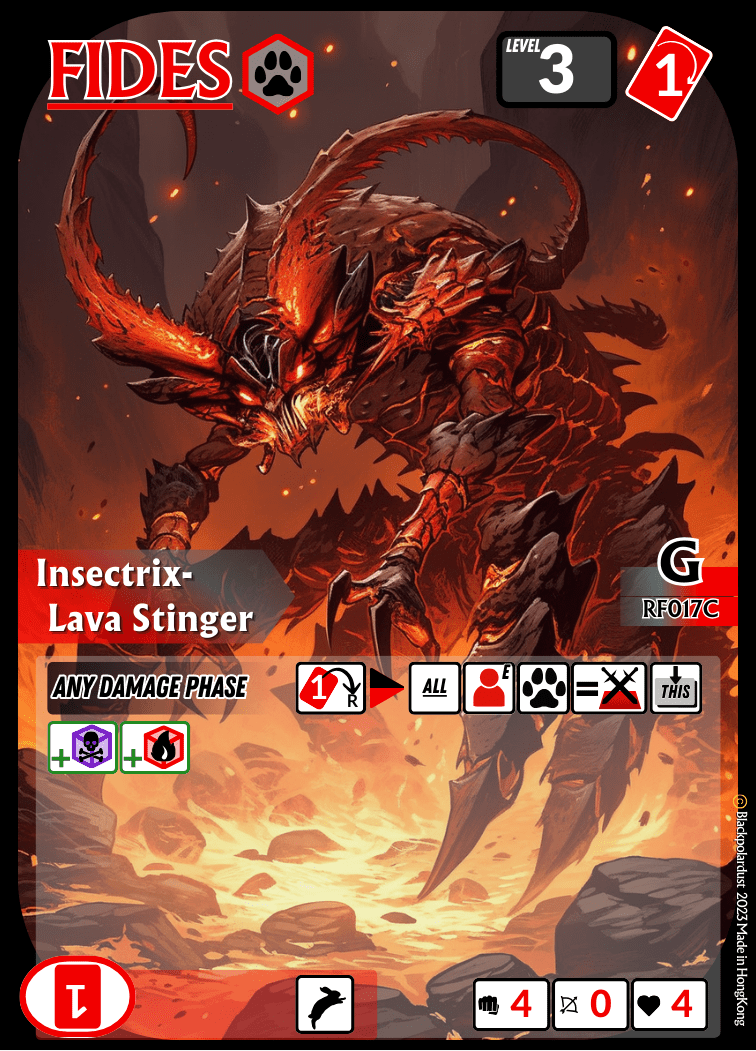 FIDES
LEVEL 3
1
Insectrix-
Lava Stinger
G
RF017C
ANY DAMAGE PHASE
1 R
ALL
E
=
THIS
+ +
© Blackpolardust 2023 Made in HongKong
1
4 0 4